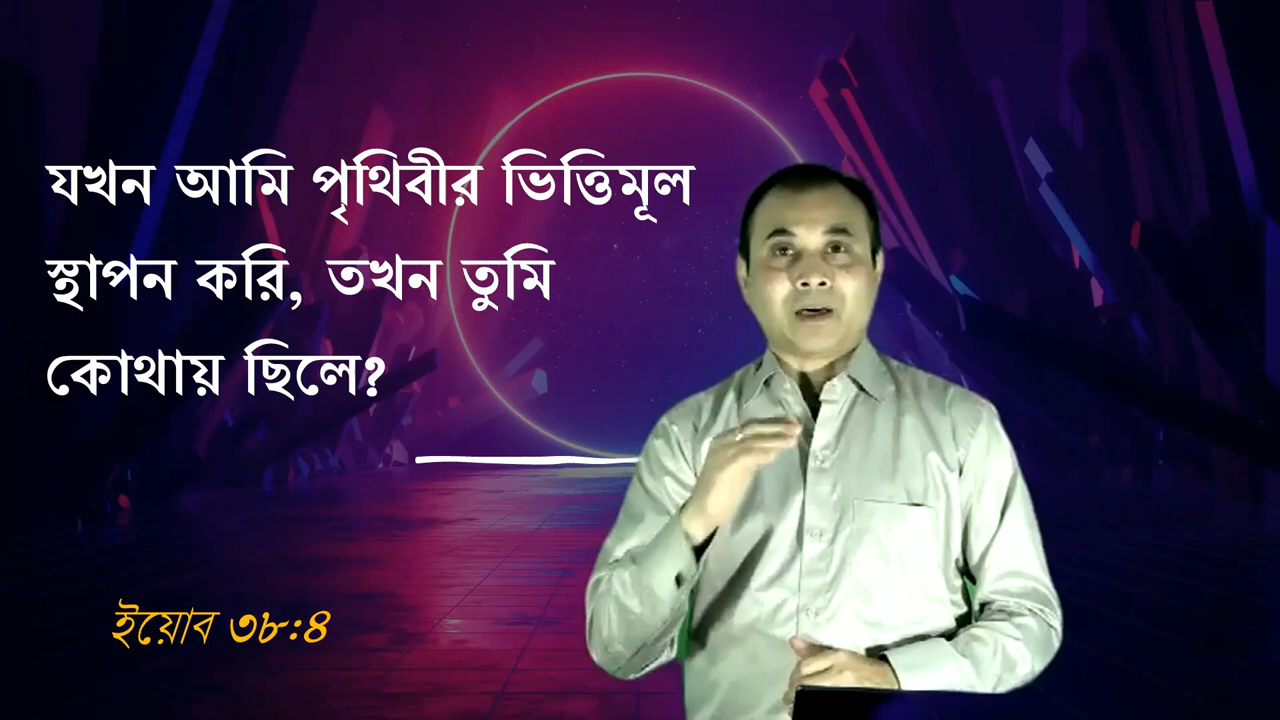 যখন আমি পৃথিবীর ভিত্তিমূল
স্থাপন করি, তখন তুমি
কোথায় ছিলে?
ইয়োব ৩৮:৪